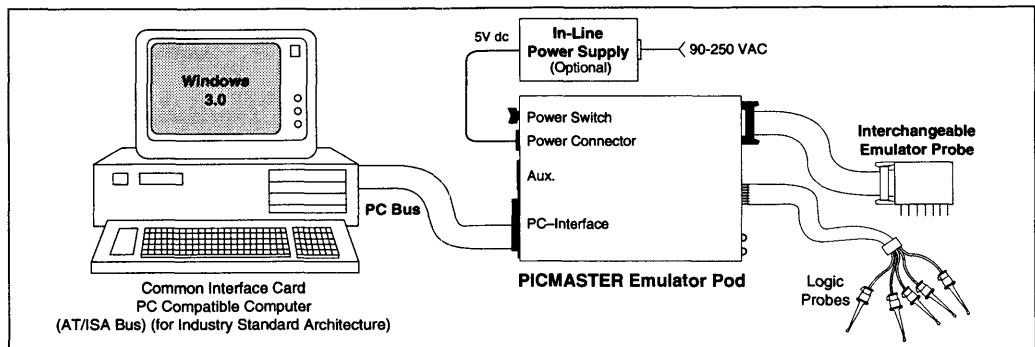 Windows
3.0
5V dc
In-Line
Power Supply
(Optional)
90-250 VAC
Power Switch
Power Connector
Aux.
PC–Interface
PC Bus
PICMASTER Emulator Pod
Interchangeable
Emulator Probe
Logic
Probes
Common Interface Card
PC Compatible Computer
(AT/ISA Bus) (for Industry Standard Architecture)